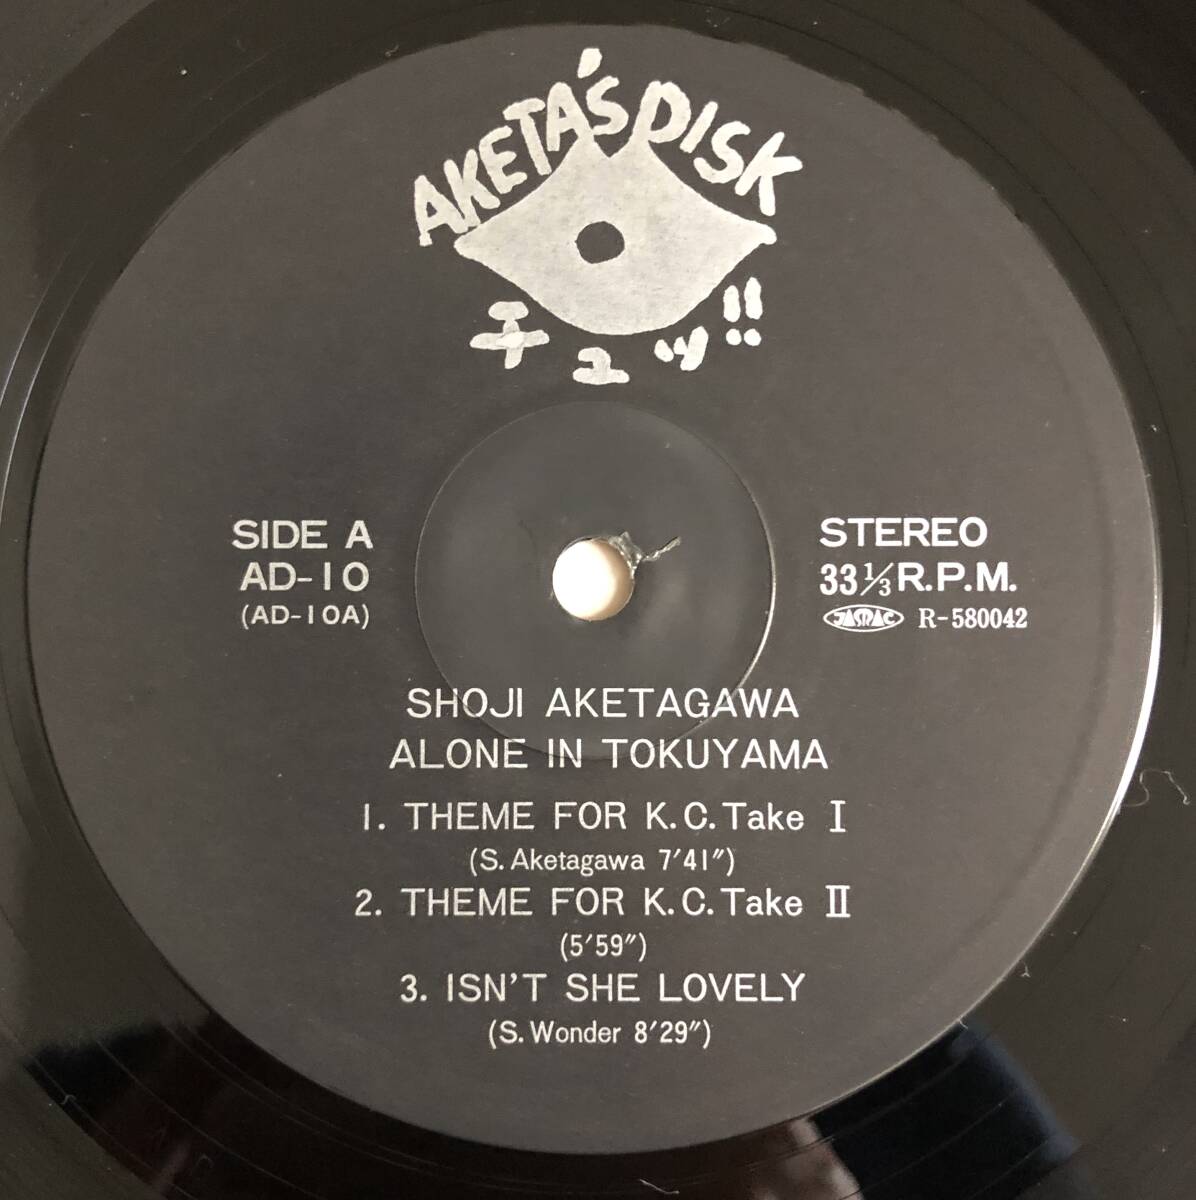 AKETA'S DISK
チュッ!!
SIDE A
AD-10
(AD-10A)
STEREO
33⅓ R.P.M.
JASRAC R-580042
SHOJI AKETAGAWA
ALONE IN TOKUYAMA
1. THEME FOR K.C. Take I
(S. Aketagawa 7′41″)
2. THEME FOR K.C. Take II
(5′59″)
3. ISN'T SHE LOVELY
(S. Wonder 8′29″)